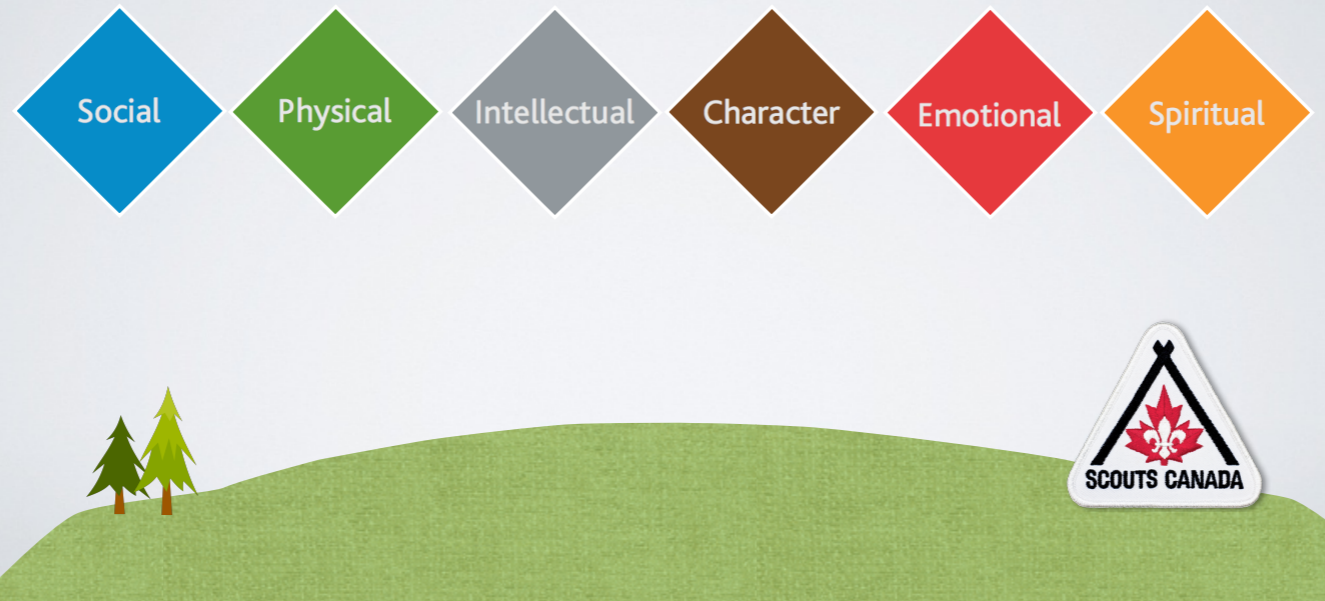 Social
Physical
Intellectual
Character
Emotional
Spiritual
SCOUTS CANADA